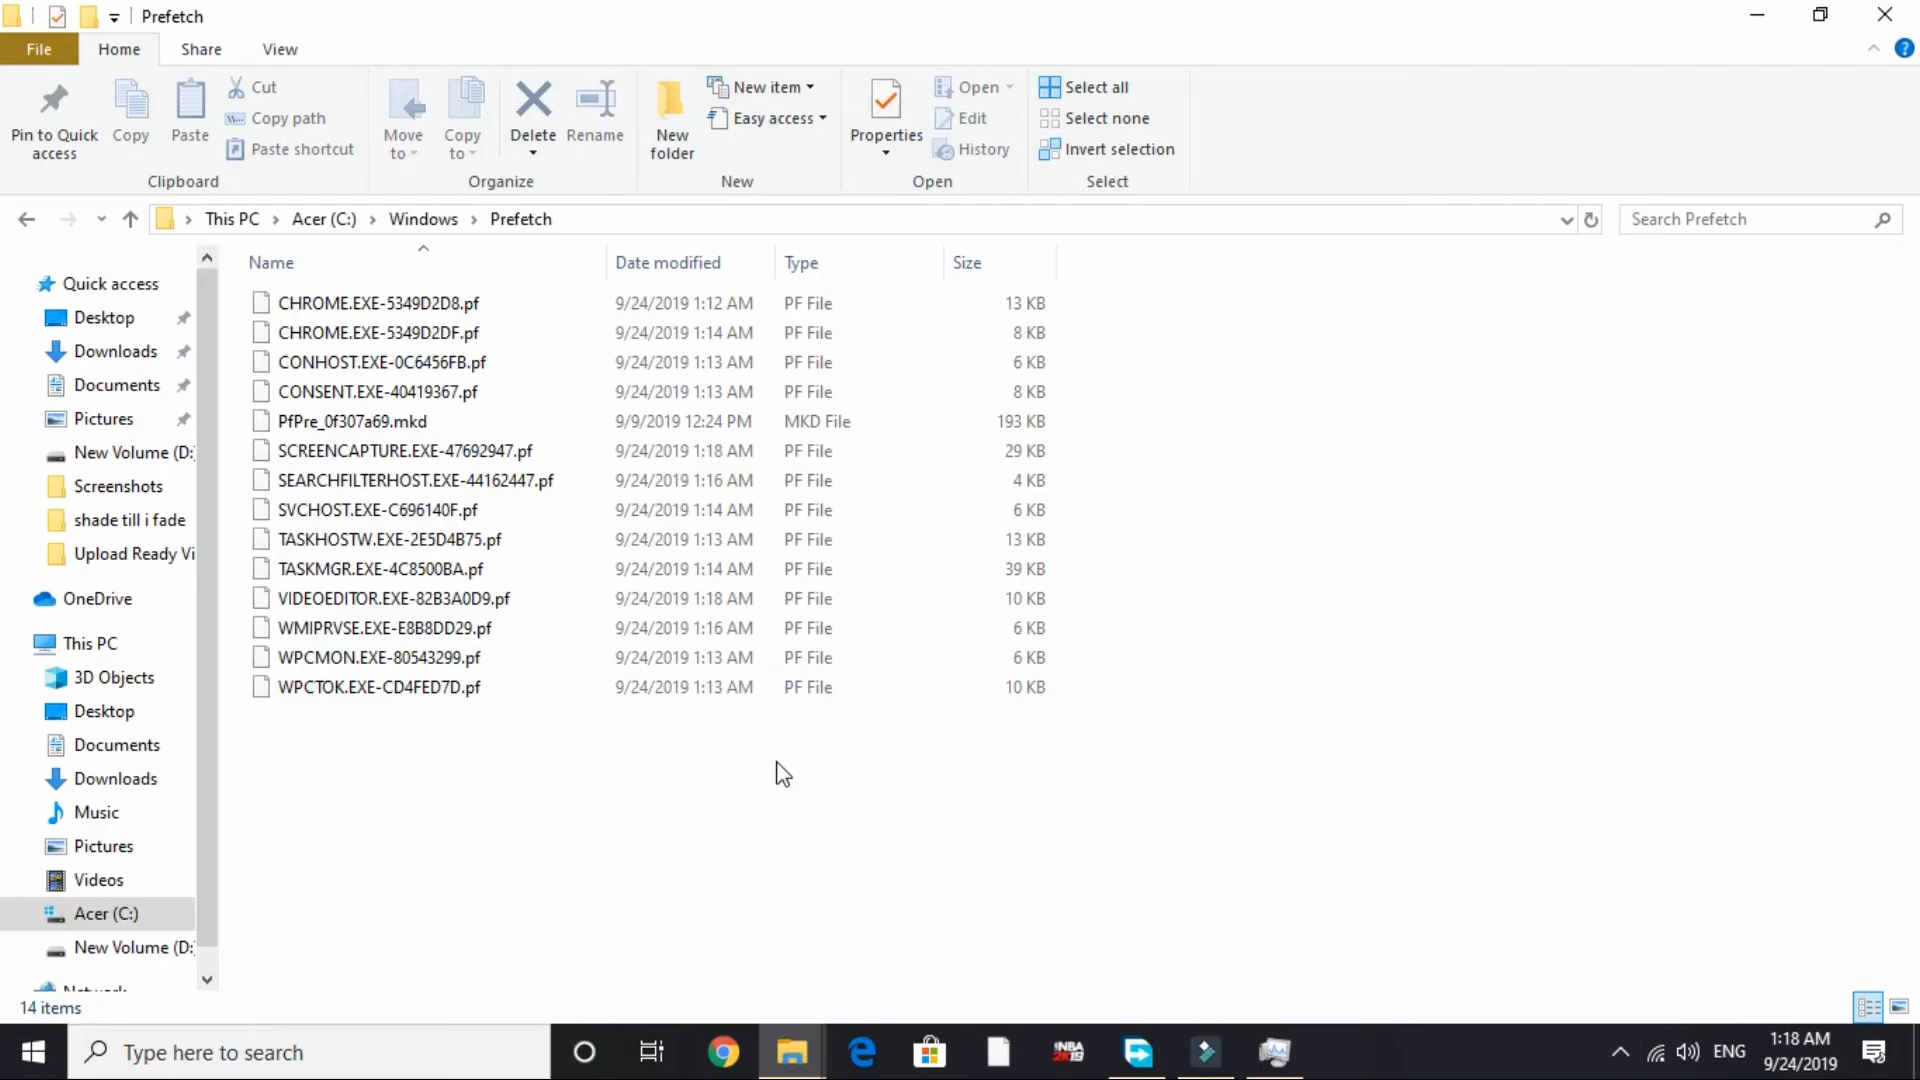 Prefetch
File Home Share View
Pin to Quick access
Copy
Paste
Cut
Copy path
Paste shortcut
Clipboard
Move to
Copy to
Delete
Rename
Organize
New folder
New item
Easy access
New
Properties
Open
Edit
History
Open
Select all
Select none
Invert selection
Select
This PC Acer (C:) Windows Prefetch
Search Prefetch
Quick access
Desktop
Downloads
Documents
Pictures
New Volume (D:
Screenshots
shade till i fade
Upload Ready Vi
OneDrive
This PC
3D Objects
Desktop
Documents
Downloads
Music
Pictures
Videos
Acer (C:)
New Volume (D:
Network
Name Date modified Type Size
CHROME.EXE-5349D2D8.pf 9/24/2019 1:12 AM PF File 13 KB
CHROME.EXE-5349D2DF.pf 9/24/2019 1:14 AM PF File 8 KB
CONHOST.EXE-0C6456FB.pf 9/24/2019 1:13 AM PF File 6 KB
CONSENT.EXE-40419367.pf 9/24/2019 1:13 AM PF File 8 KB
PfPre_0f307a69.mkd 9/9/2019 12:24 PM MKD File 193 KB
SCREENCAPTURE.EXE-47692947.pf 9/24/2019 1:18 AM PF File 29 KB
SEARCHFILTERHOST.EXE-44162447.pf 9/24/2019 1:16 AM PF File 4 KB
SVCHOST.EXE-C696140F.pf 9/24/2019 1:14 AM PF File 6 KB
TASKHOSTW.EXE-2E5D4B75.pf 9/24/2019 1:13 AM PF File 13 KB
TASKMGR.EXE-4C8500BA.pf 9/24/2019 1:14 AM PF File 39 KB
VIDEOEDITOR.EXE-82B3A0D9.pf 9/24/2019 1:18 AM PF File 10 KB
WMIPRVSE.EXE-E8B8DD29.pf 9/24/2019 1:16 AM PF File 6 KB
WPCMON.EXE-80543299.pf 9/24/2019 1:13 AM PF File 6 KB
WPCTOK.EXE-CD4FED7D.pf 9/24/2019 1:13 AM PF File 10 KB
14 items
Type here to search
NBA 2K19
ENG
1:18 AM
9/24/2019